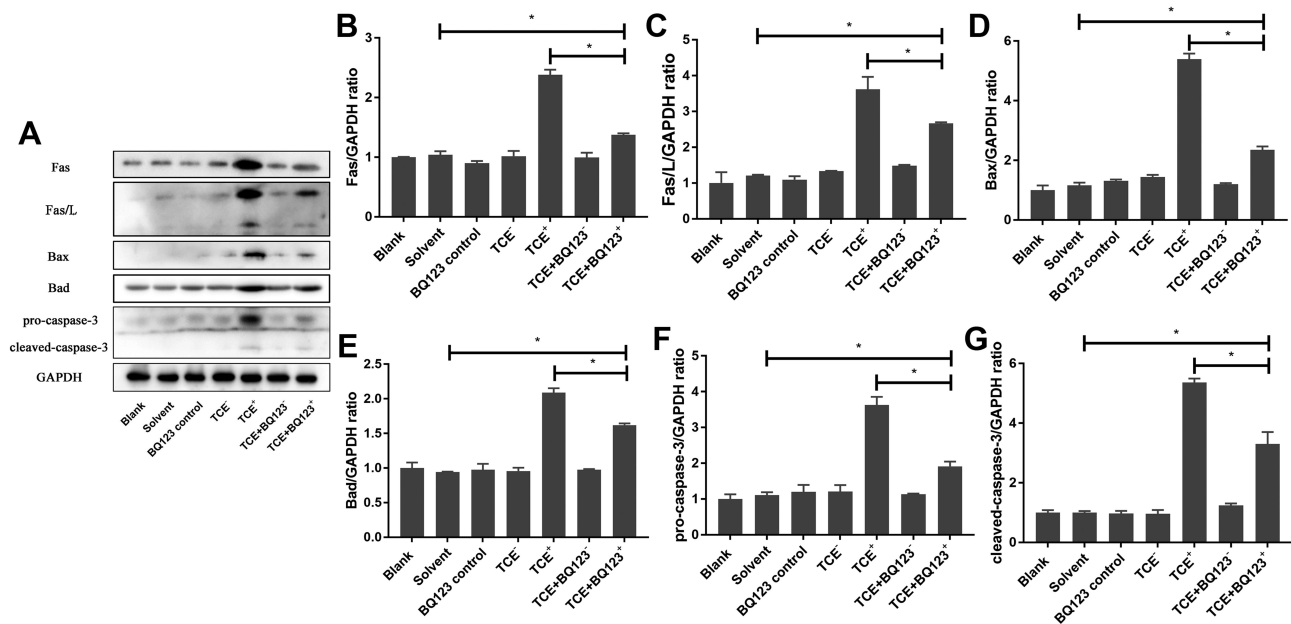 A
Fas
Fas/L
Bax
Bad
pro-caspase-3
cleaved-caspase-3
GAPDH
Blank
Solvent
BQ123 control
TCE-
TCE+
TCE+BQ123-
TCE+BQ123+
B
Fas/GAPDH ratio
3
2
1
0
*
*
Blank
Solvent
BQ123 control
TCE-
TCE+
TCE+BQ123-
TCE+BQ123+
C
Fas/L/GAPDH ratio
5
4
3
2
1
0
*
*
Blank
Solvent
BQ123 control
TCE-
TCE+
TCE+BQ123-
TCE+BQ123+
D
Bax/GAPDH ratio
6
4
2
0
*
*
Blank
Solvent
BQ123 control
TCE-
TCE+
TCE+BQ123-
TCE+BQ123+
E
Bad/GAPDH ratio
2.5
2.0
1.5
1.0
0.5
0.0
*
*
Blank
Solvent
BQ123 control
TCE-
TCE+
TCE+BQ123-
TCE+BQ123+
F
pro-caspase-3/GAPDH ratio
5
4
3
2
1
0
*
*
Blank
Solvent
BQ123 control
TCE-
TCE+
TCE+BQ123-
TCE+BQ123+
G
cleaved-caspase-3/GAPDH ratio
6
4
2
0
*
*
Blank
Solvent
BQ123 control
TCE-
TCE+
TCE+BQ123-
TCE+BQ123+